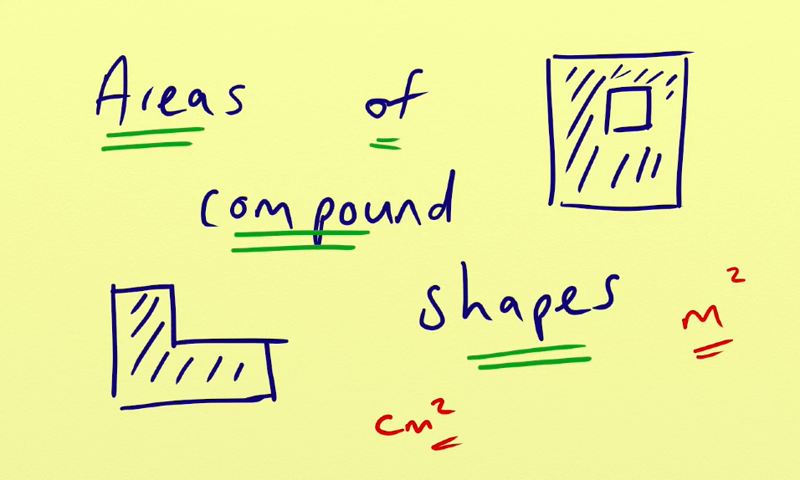 Areas of
compound
shapes
m²
cm²